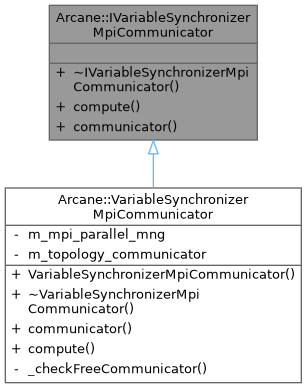 Arcane::IVariableSynchronizer
MpiCommunicator
+ ~IVariableSynchronizerMpi
Communicator()
+ compute()
+ communicator()
Arcane::VariableSynchronizer
MpiCommunicator
- m_mpi_parallel_mng
- m_topology_communicator
+ VariableSynchronizerMpiCommunicator()
+ ~VariableSynchronizerMpi
Communicator()
+ communicator()
+ compute()
- _checkFreeCommunicator()